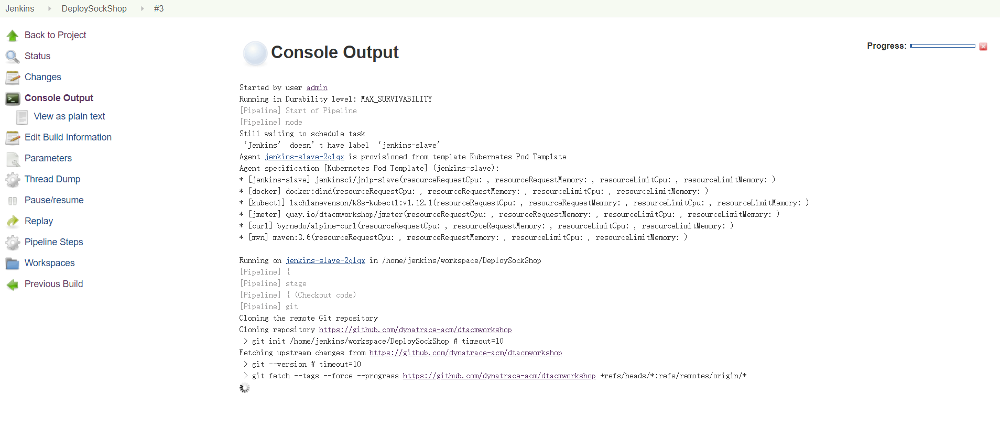 Jenkins DeploySockShop #3
Back to Project
Status
Changes
Console Output
View as plain text
Edit Build Information
Parameters
Thread Dump
Pause/resume
Replay
Pipeline Steps
Workspaces
Previous Build
Console Output
Progress:
Started by user admin
Running in Durability level: MAX_SURVIVABILITY
[Pipeline] Start of Pipeline
[Pipeline] node
Still waiting to schedule task
‘Jenkins’ doesn’t have label ‘jenkins-slave’
Agent jenkins-slave-2qlqx is provisioned from template Kubernetes Pod Template
Agent specification [Kubernetes Pod Template] (jenkins-slave):
* [jenkins-slave] jenkinsci/jnlp-slave(resourceRequestCpu: , resourceRequestMemory: , resourceLimitCpu: , resourceLimitMemory: )
* [docker] docker:dind(resourceRequestCpu: , resourceRequestMemory: , resourceLimitCpu: , resourceLimitMemory: )
* [kubectl] lachlanevenson/k8s-kubectl:v1.12.1(resourceRequestCpu: , resourceRequestMemory: , resourceLimitCpu: , resourceLimitMemory: )
* [jmeter] quay.io/dtacmworkshop/jmeter(resourceRequestCpu: , resourceRequestMemory: , resourceLimitCpu: , resourceLimitMemory: )
* [curl] byrnedo/alpine-curl(resourceRequestCpu: , resourceRequestMemory: , resourceLimitCpu: , resourceLimitMemory: )
* [mvn] maven:3.6(resourceRequestCpu: , resourceRequestMemory: , resourceLimitCpu: , resourceLimitMemory: )
Running on jenkins-slave-2qlqx in /home/jenkins/workspace/DeploySockShop
[Pipeline] {
[Pipeline] stage
[Pipeline] { (Checkout code)
[Pipeline] git
Cloning the remote Git repository
Cloning repository https://github.com/dynatrace-acm/dtacmworkshop
> git init /home/jenkins/workspace/DeploySockShop # timeout=10
Fetching upstream changes from https://github.com/dynatrace-acm/dtacmworkshop
> git --version # timeout=10
> git fetch --tags --force --progress https://github.com/dynatrace-acm/dtacmworkshop +refs/heads/*:refs/remotes/origin/*